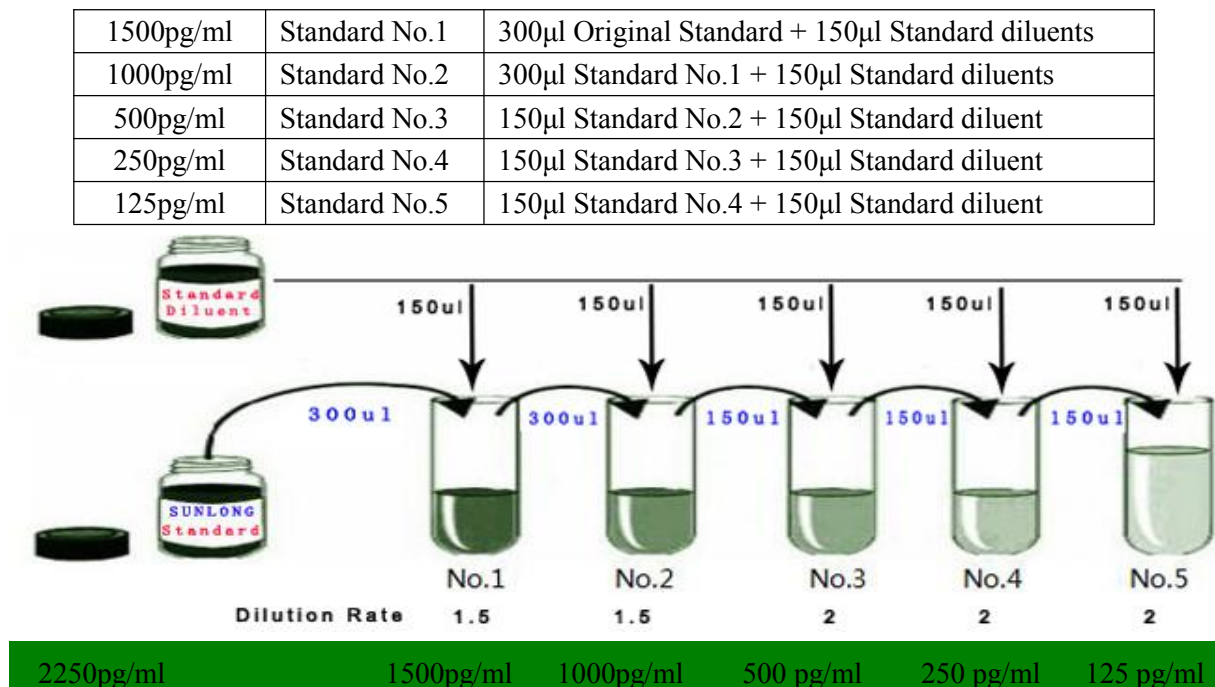 1500pg/ml Standard No.1 300μl Original Standard + 150μl Standard diluents
1000pg/ml Standard No.2 300μl Standard No.1 + 150μl Standard diluents
500pg/ml Standard No.3 150μl Standard No.2 + 150μl Standard diluent
250pg/ml Standard No.4 150μl Standard No.3 + 150μl Standard diluent
125pg/ml Standard No.5 150μl Standard No.4 + 150μl Standard diluent
Standard
Diluent
150ul 150ul 150ul 150ul 150ul
300ul 300ul 150ul 150ul 150ul
SUNLONG
Standard
No.1 No.2 No.3 No.4 No.5
Dilution Rate 1.5 1.5 2 2 2
2250pg/ml 1500pg/ml 1000pg/ml 500 pg/ml 250 pg/ml 125 pg/ml